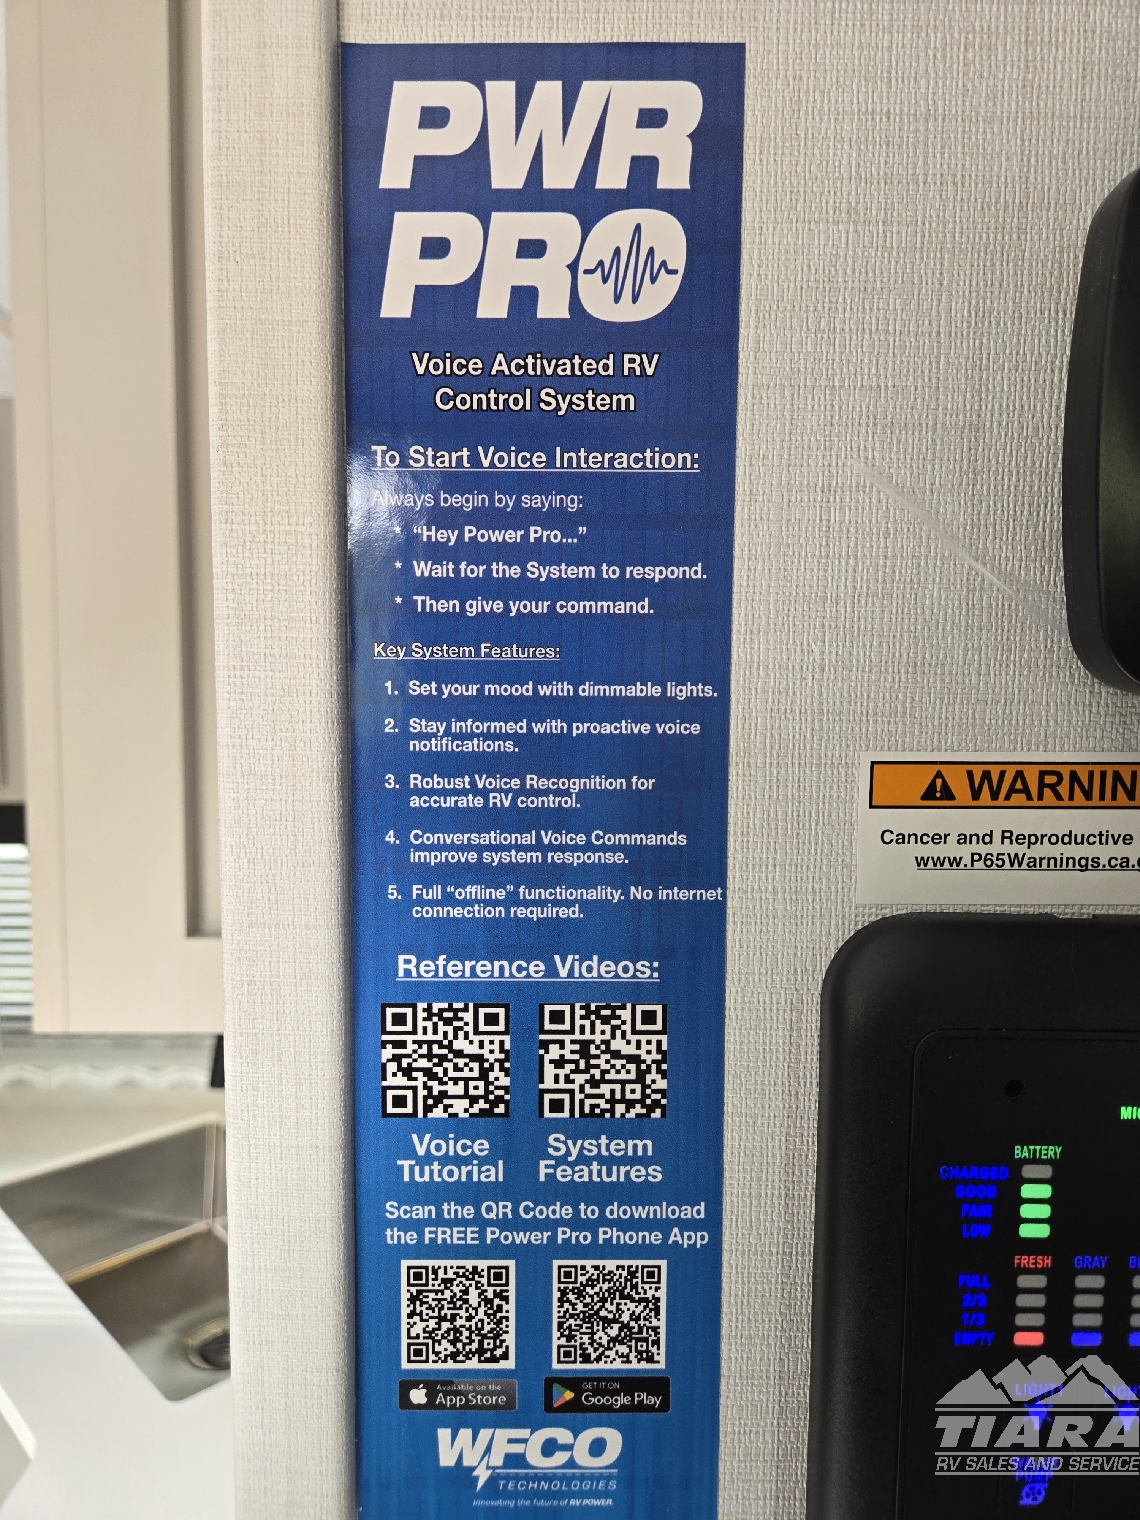 PWR
PRO
Voice Activated RV
Control System
To Start Voice Interaction:
Always begin by saying:
* “Hey Power Pro...”
* Wait for the System to respond.
* Then give your command.
Key System Features:
1. Set your mood with dimmable lights.
2. Stay informed with proactive voice
notifications.
3. Robust Voice Recognition for
accurate RV control.
4. Conversational Voice Commands
improve system response.
5. Full “offline” functionality. No internet
connection required.
Reference Videos:
Voice
Tutorial
System
Features
Scan the QR Code to download
the FREE Power Pro Phone App
Available on the
App Store
GET IT ON
Google Play
WFCO
TECHNOLOGIES
Innovating the future of RV POWER.
WARNIN
Cancer and Reproductive
www.P65Warnings.ca.
BATTERY
CHARGED
GOOD
FAIR
LOW
FRESH GRAY
FULL
2/3
1/3
EMPTY
LIGHT
PUMP
TIARA
RV SALES AND SERVICE